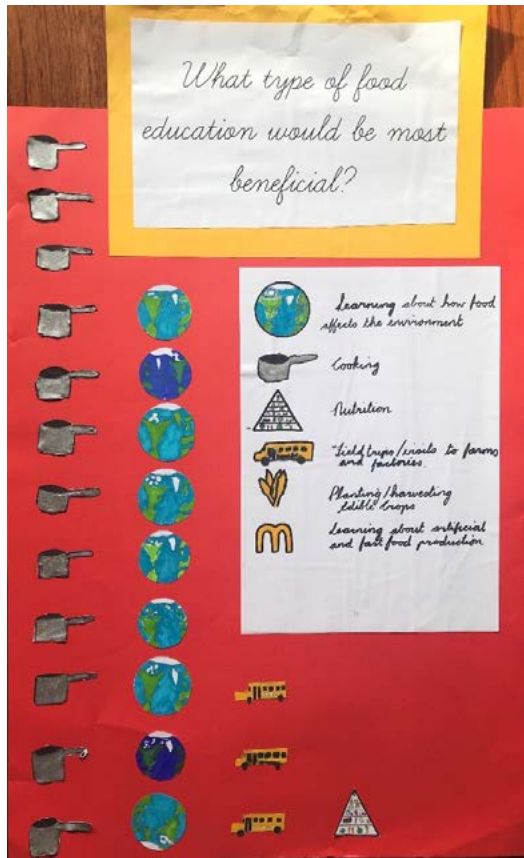 What type of food
education would be most
beneficial?
Learning about how food
affects the environment
Cooking
Nutrition
Field trips/visits to farms
and factories.
Planting/harvesting
edible crops
Learning about artificial
and fast food production